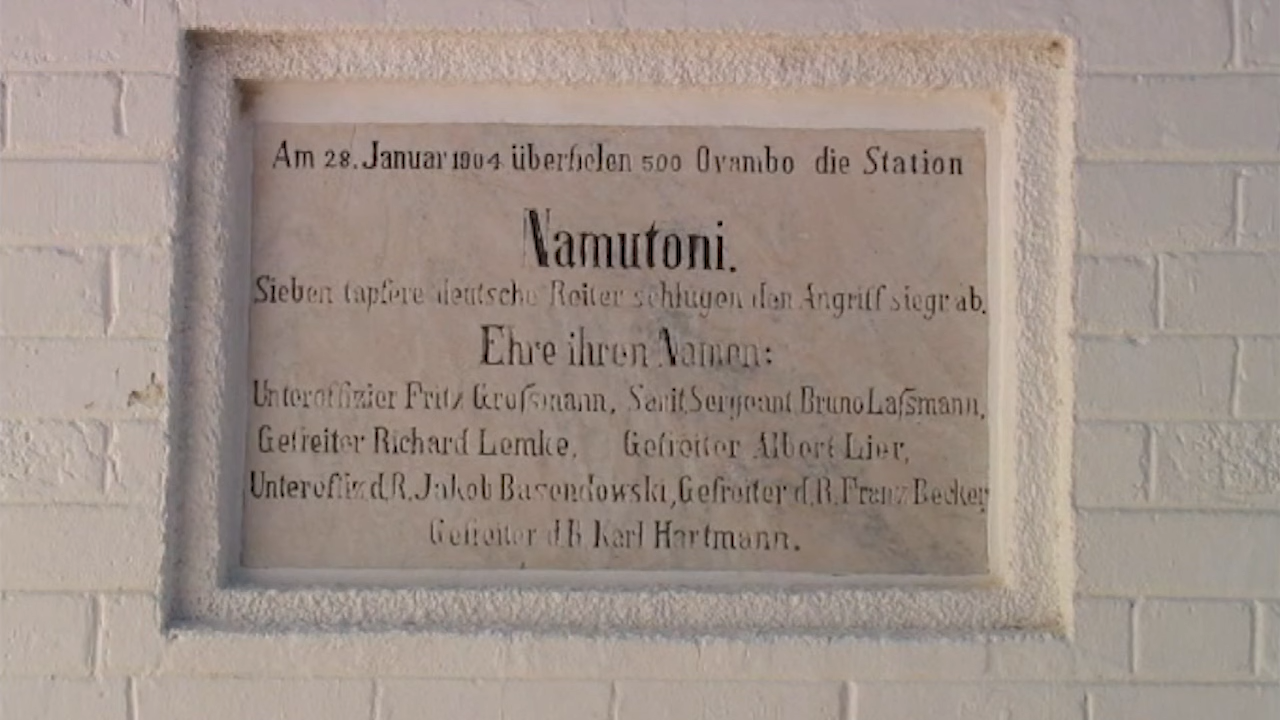 Am 28. Januar 1904 überfielen 500 Ovambo die Station
Namutoni.
Sieben tapfere deutsche Reiter schlugen den Angriff siegr ab.
Ehre ihren Namen:
Unteroffizier Fritz Großmann, Sanit Sergeant Bruno Laßmann,
Gefreiter Richard Lemke, Gefreiter Albert Lier,
Unteroffiz d.R. Jakob Basendowski, Gefreiter d.R. Franz Becker
Gefreiter d R Karl Hartmann.